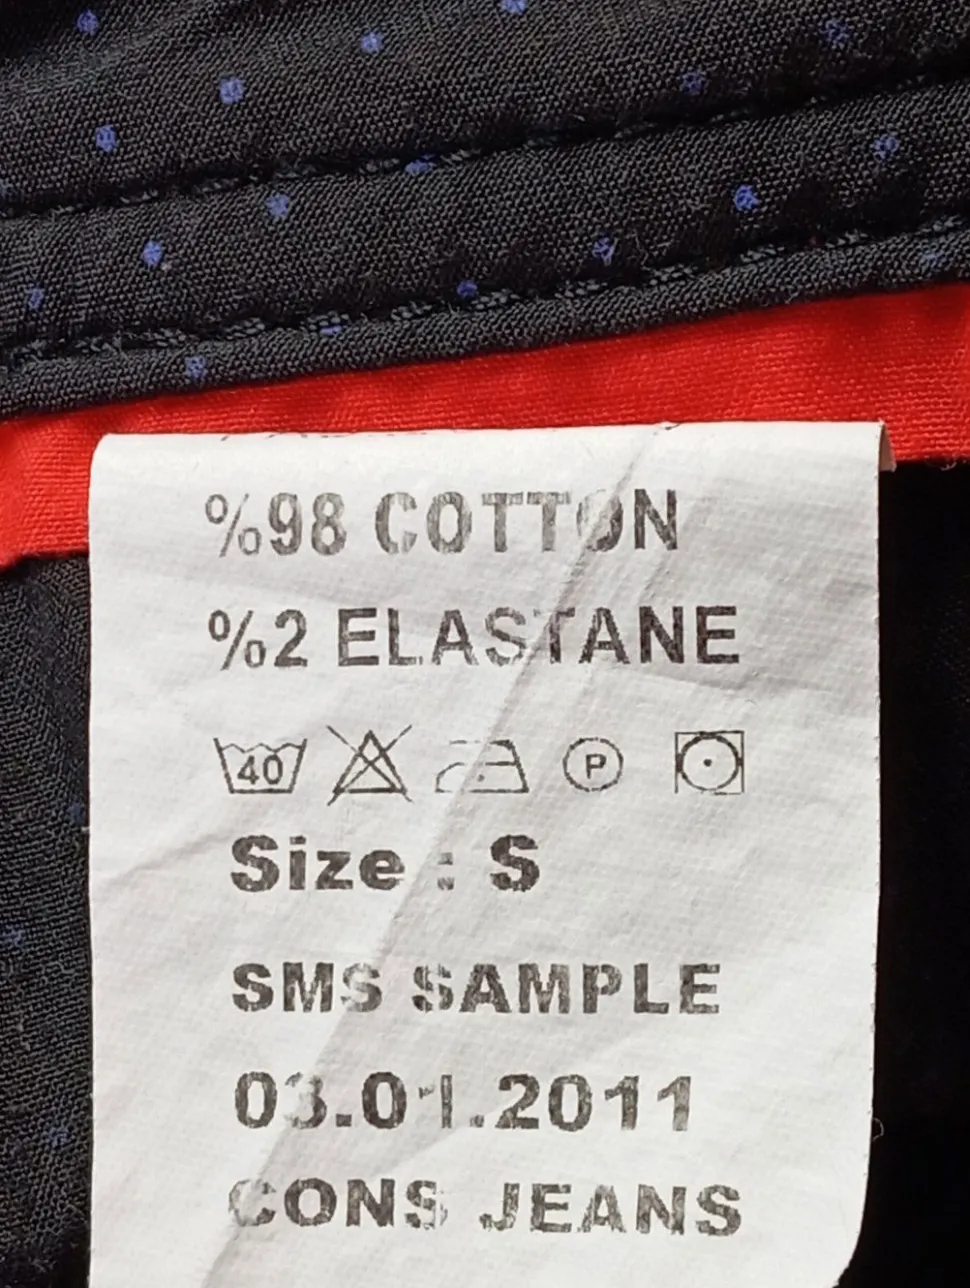 %98 COTTON
%2 ELASTANE
40 P
Size : S
SMS SAMPLE
03.01.2011
CONS JEANS